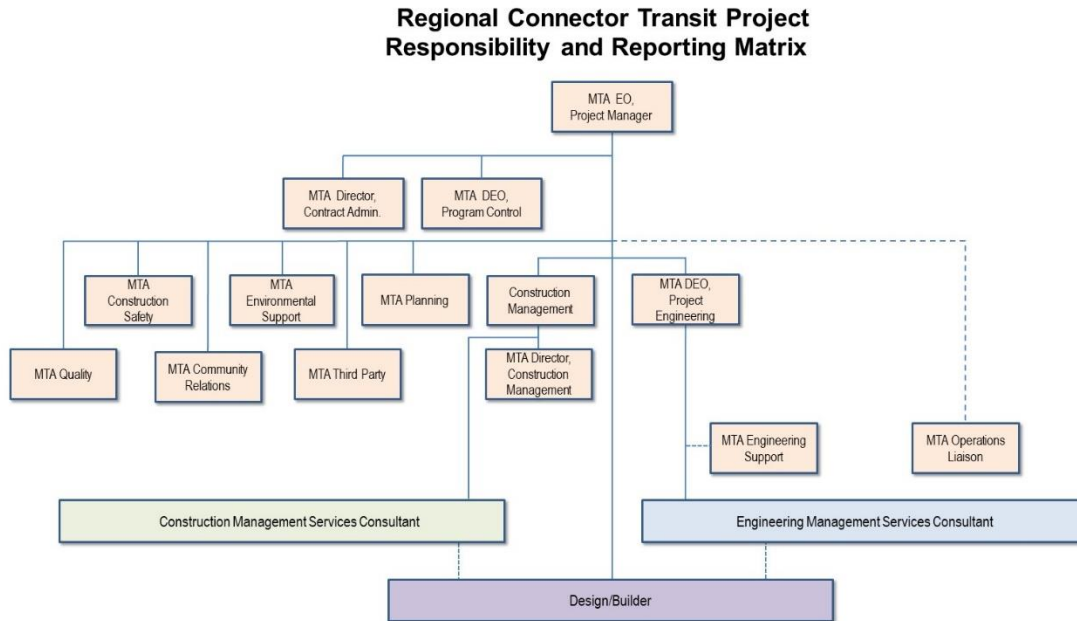 Regional Connector Transit Project
Responsibility and Reporting Matrix
MTA EO,
Project Manager
MTA Director,
Contract Admin.
MTA DEO,
Program Control
MTA
Construction
Safety
MTA
Environmental
Support
MTA Planning
Construction
Management
MTA DEO,
Project
Engineering
MTA Quality
MTA Community
Relations
MTA Third Party
MTA Director,
Construction
Management
MTA Engineering
Support
MTA Operations
Liaison
Construction Management Services Consultant
Engineering Management Services Consultant
Design/Builder